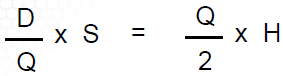 D/Q x S = Q/2 x H